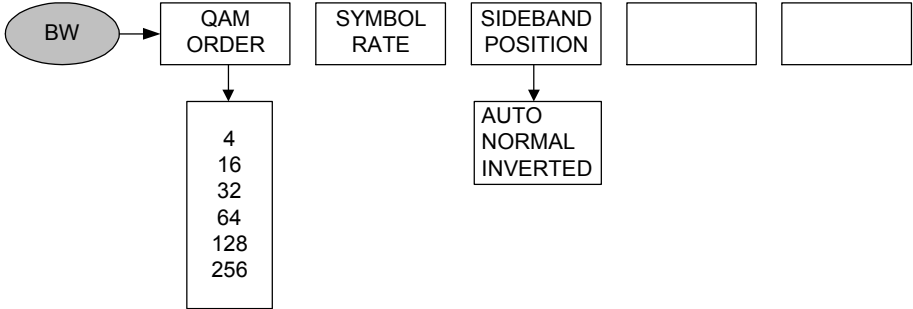 BW
QAM
ORDER
SYMBOL
RATE
SIDEBAND
POSITION
4
16
32
64
128
256
AUTO
NORMAL
INVERTED